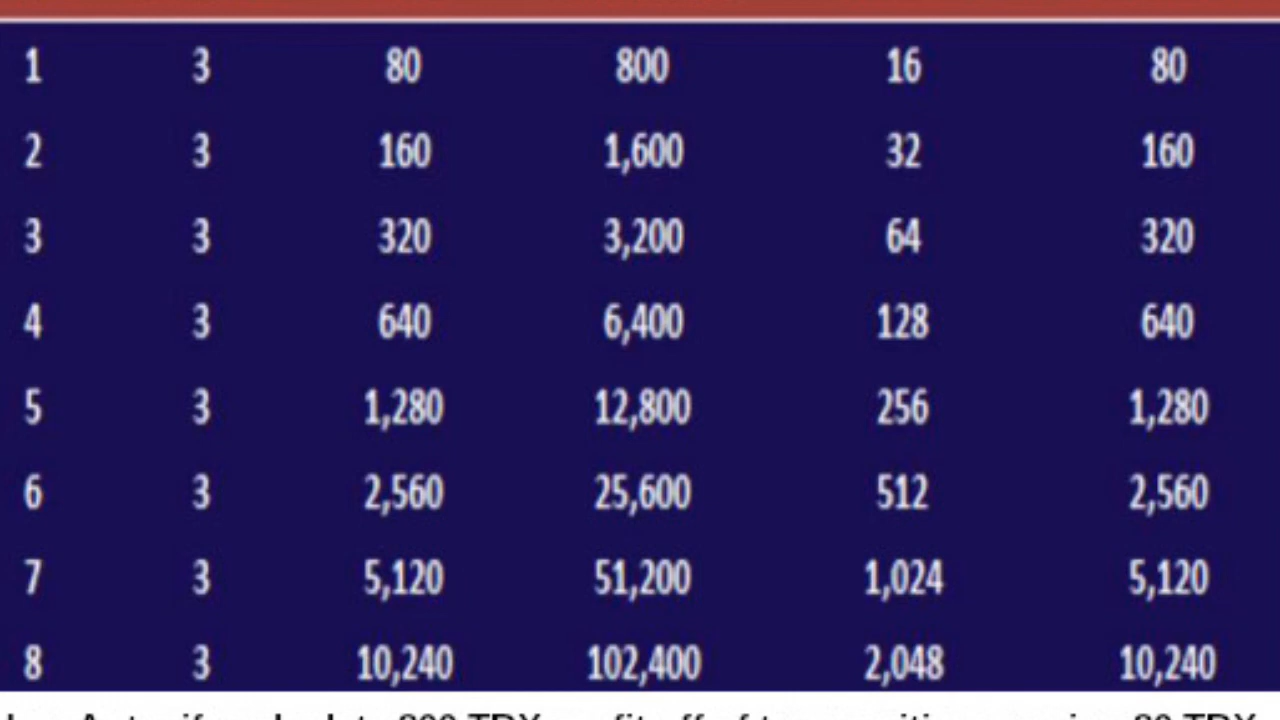 1 3 80 800 16 80
2 3 160 1,600 32 160
3 3 320 3,200 64 320
4 3 640 6,400 128 640
5 3 1,280 12,800 256 1,280
6 3 2,560 25,600 512 2,560
7 3 5,120 51,200 1,024 5,120
8 3 10,240 102,400 2,048 10,240